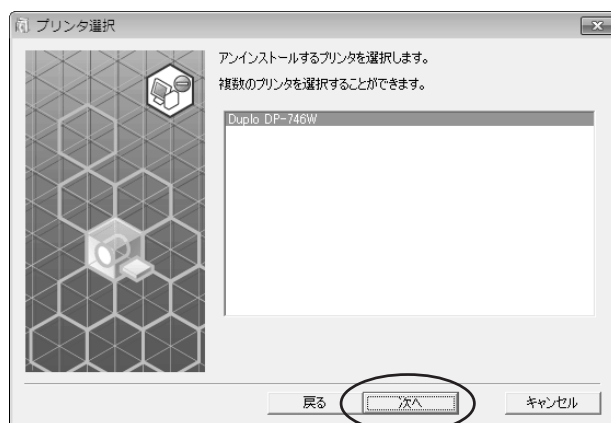 プリンタ選択
アンインストールするプリンタを選択します。
複数のプリンタを選択することができます。
Duplo DP-746W
戻る
次へ
キャンセル